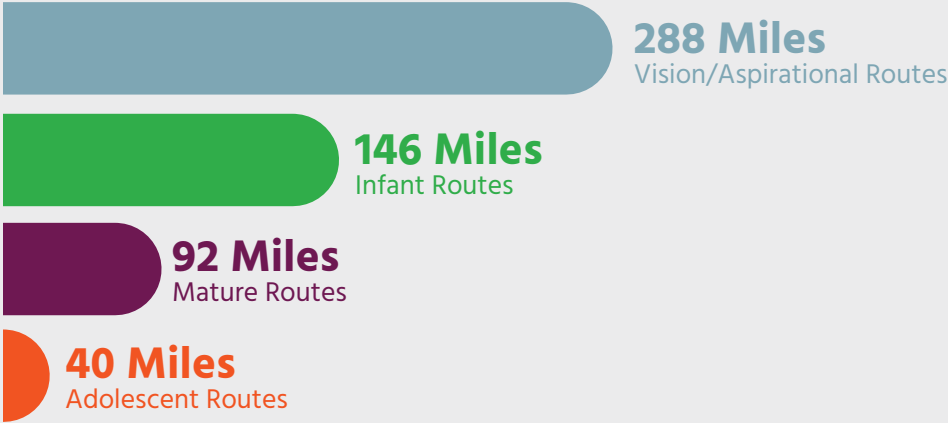 288 Miles
Vision/Aspirational Routes
146 Miles
Infant Routes
92 Miles
Mature Routes
40 Miles
Adolescent Routes